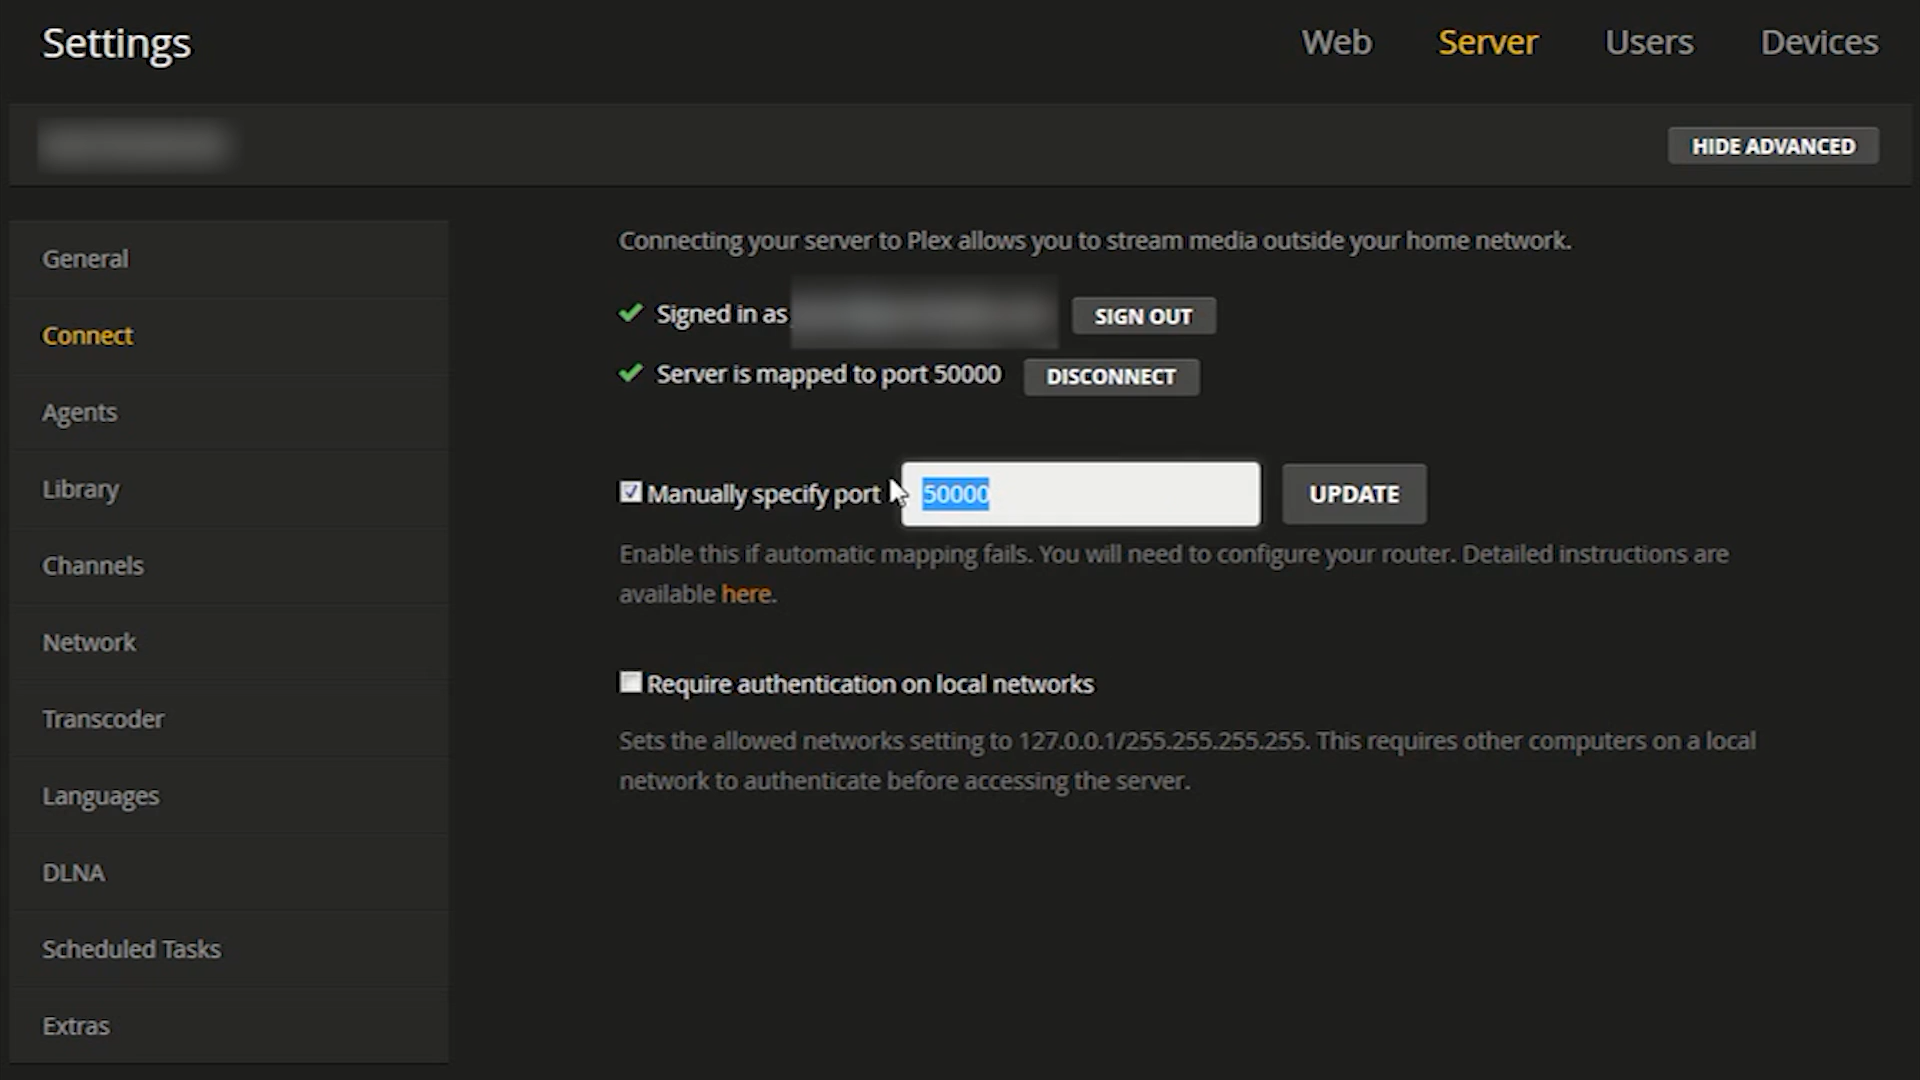 Settings
Web
Server
Users
Devices
HIDE ADVANCED
General
Connect
Agents
Library
Channels
Network
Transcoder
Languages
DLNA
Scheduled Tasks
Extras
Connecting your server to Plex allows you to stream media outside your home network.
Signed in as
SIGN OUT
Server is mapped to port 50000
DISCONNECT
Manually specify port
50000
UPDATE
Enable this if automatic mapping fails. You will need to configure your router. Detailed instructions are
available here.
Require authentication on local networks
Sets the allowed networks setting to 127.0.0.1/255.255.255.255. This requires other computers on a local
network to authenticate before accessing the server.